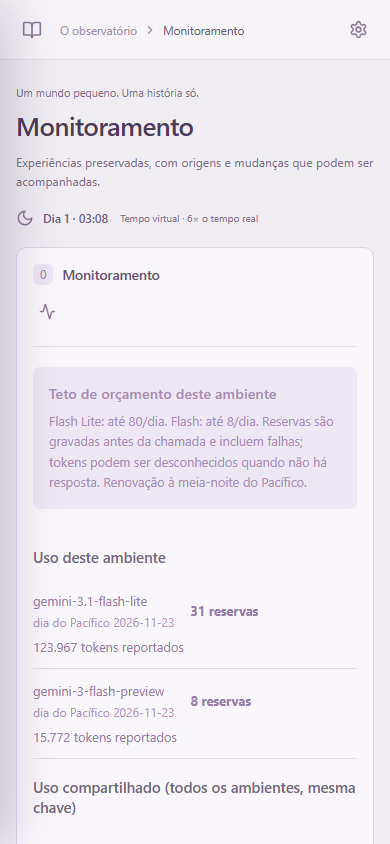 O observatório > Monitoramento
Um mundo pequeno. Uma história só.
Monitoramento
Experiências preservadas, com origens e mudanças que podem ser
acompanhadas.
Dia 1 · 03:08 Tempo virtual · 6× o tempo real
0 Monitoramento
Teto de orçamento deste ambiente
Flash Lite: até 80/dia. Flash: até 8/dia. Reservas são
gravadas antes da chamada e incluem falhas;
tokens podem ser desconhecidos quando não há
resposta. Renovação à meia-noite do Pacífico.
Uso deste ambiente
gemini-3.1-flash-lite
dia do Pacífico 2026-11-23
31 reservas
123.967 tokens reportados
gemini-3-flash-preview
dia do Pacífico 2026-11-23
8 reservas
15.772 tokens reportados
Uso compartilhado (todos os ambientes, mesma
chave)